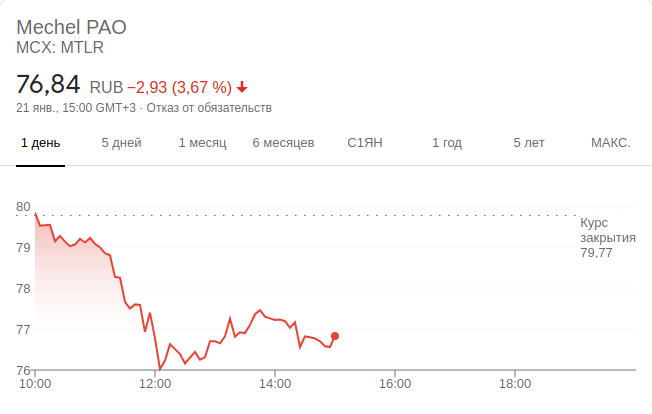 Mechel PAO
MCX: MTLR
76,84 RUB −2,93 (3,67 %)
21 янв., 15:00 GMT+3 · Отказ от обязательств
1 день 5 дней 1 месяц 6 месяцев С1ЯН 1 год 5 лет МАКС.
80
Курс
закрытия
79,77
79
78
77
76
10:00 12:00 14:00 16:00 18:00